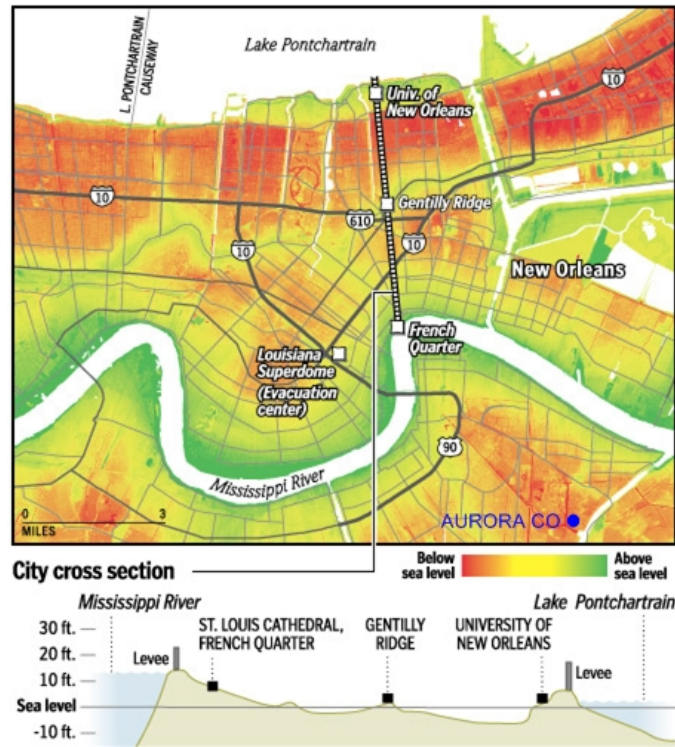 Lake Pontchartrain
L. PONTCHARTRAIN
CAUSEWAY
10
Univ. of
New Orleans
10
Gentilly Ridge
610
10
10
New Orleans
French
Quarter
Louisiana
Superdome
(Evacuation
center)
90
Mississippi River
0 3
MILES
AURORA CO
City cross section
Below
sea level
Above
sea level
Mississippi River
Lake Pontchartrain
30 ft.
20 ft.
10 ft.
Sea level
-10 ft.
Levee
ST. LOUIS CATHEDRAL,
FRENCH QUARTER
GENTILLY
RIDGE
UNIVERSITY OF
NEW ORLEANS
Levee